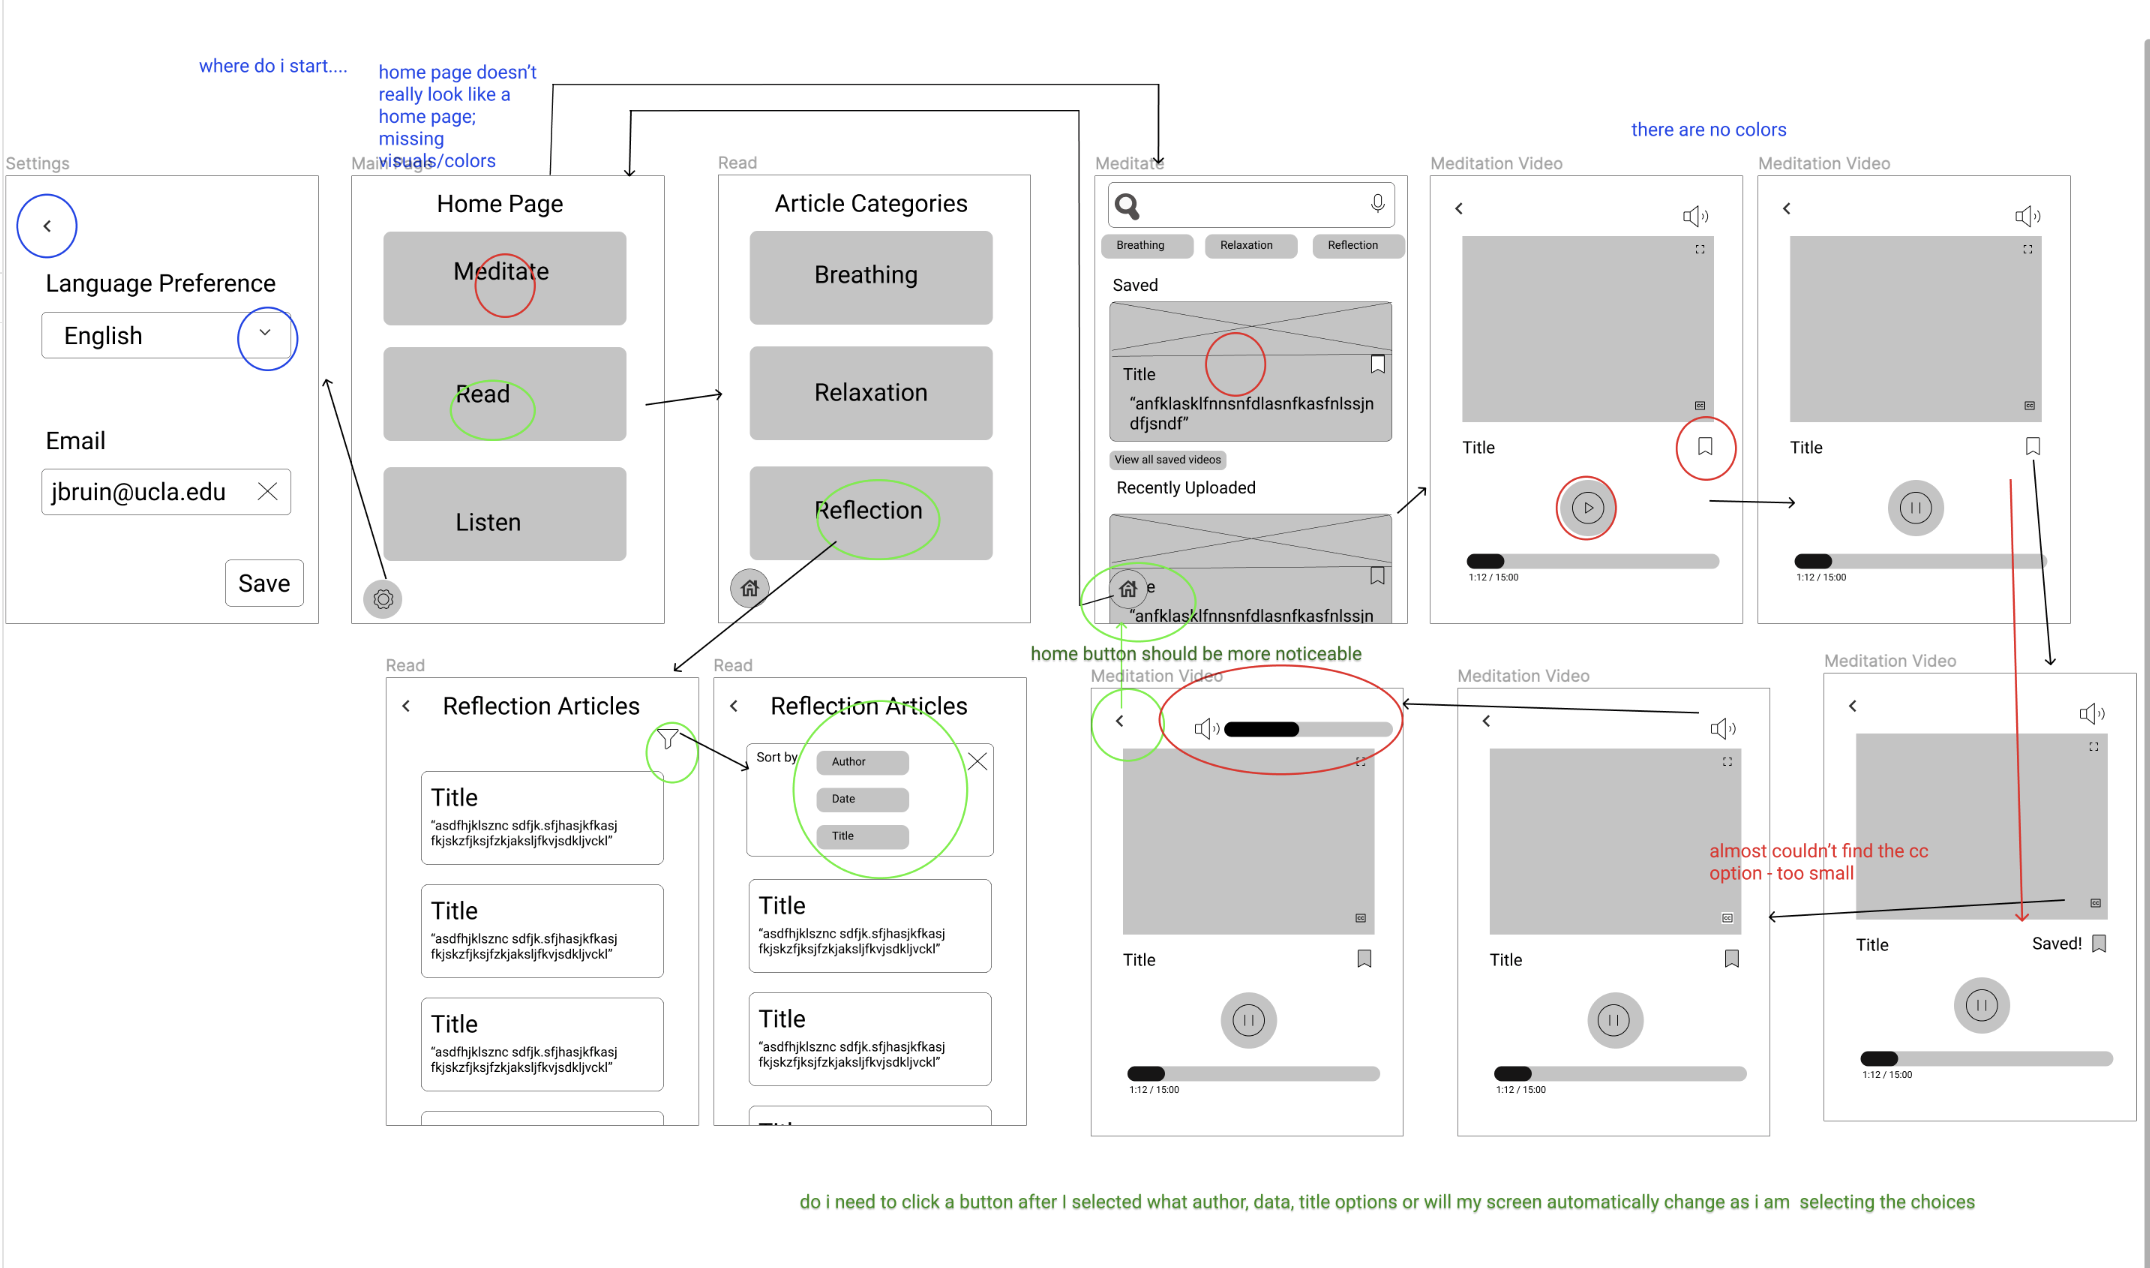 where do i start....
home page doesn't
really look like a
home page;
missing
visuals/colors
there are no colors
Settings
Language Preference
English
Email
jbruin@ucla.edu
Save
Main Page
Home Page
Meditate
Read
Listen
Read
Article Categories
Breathing
Relaxation
Reflection
Meditate
Breathing
Relaxation
Reflection
Saved
Title
“anfklasklfnnsnfdlasnfkasfnlssjn
dfjsndf”
View all saved videos
Recently Uploaded
e
“anfklasklfnnsnfdlasnfkasfnlssjn
Meditation Video
Title
1:12 / 15:00
Meditation Video
Title
1:12 / 15:00
home button should be more noticeable
Read
Reflection Articles
Title
“asdfhjklsznc sdfjk.sfjhasjkfkasj
fkjskzfjksjfzkjaksljfkvjsdkljvckl”
Title
“asdfhjklsznc sdfjk.sfjhasjkfkasj
fkjskzfjksjfzkjaksljfkvjsdkljvckl”
Title
“asdfhjklsznc sdfjk.sfjhasjkfkasj
fkjskzfjksjfzkjaksljfkvjsdkljvckl”
Read
Reflection Articles
Sort by
Author
Date
Title
Title
“asdfhjklsznc sdfjk.sfjhasjkfkasj
fkjskzfjksjfzkjaksljfkvjsdkljvckl”
Title
“asdfhjklsznc sdfjk.sfjhasjkfkasj
fkjskzfjksjfzkjaksljfkvjsdkljvckl”
Title
Meditation Video
CC
Title
1:12 / 15:00
Meditation Video
CC
Title
1:12 / 15:00
almost couldn't find the cc
option - too small
Meditation Video
CC
Title
Saved!
1:12 / 15:00
do i need to click a button after I selected what author, data, title options or will my screen automatically change as i am selecting the choices